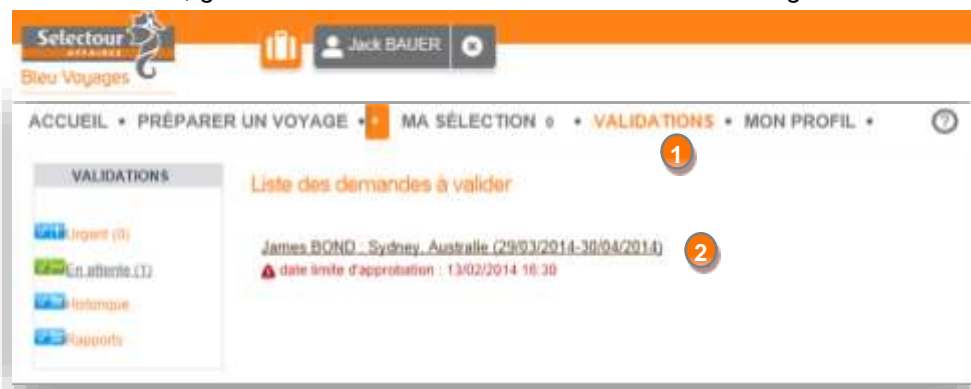 Selectour
AFFAIRES
Bleu Voyages
Jack BAUER
ACCUEIL • PRÉPARER UN VOYAGE • MA SÉLECTION 0 • VALIDATIONS • MON PROFIL • ?
1
VALIDATIONS
Liste des demandes à valider
Urgent (0)
James BOND : Sydney, Australie (29/03/2014-30/04/2014)
2
En attente (1)
date limite d'approbation : 13/02/2014 16:30
Historique
Rapports